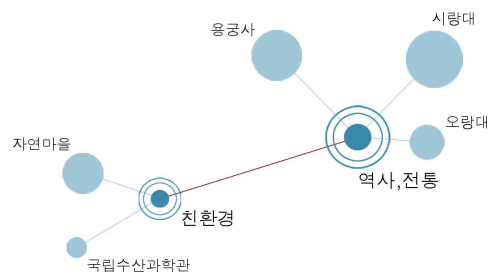 시랑대
용궁사
오랑대
자연마을
역사,전통
친환경
국립수산과학관